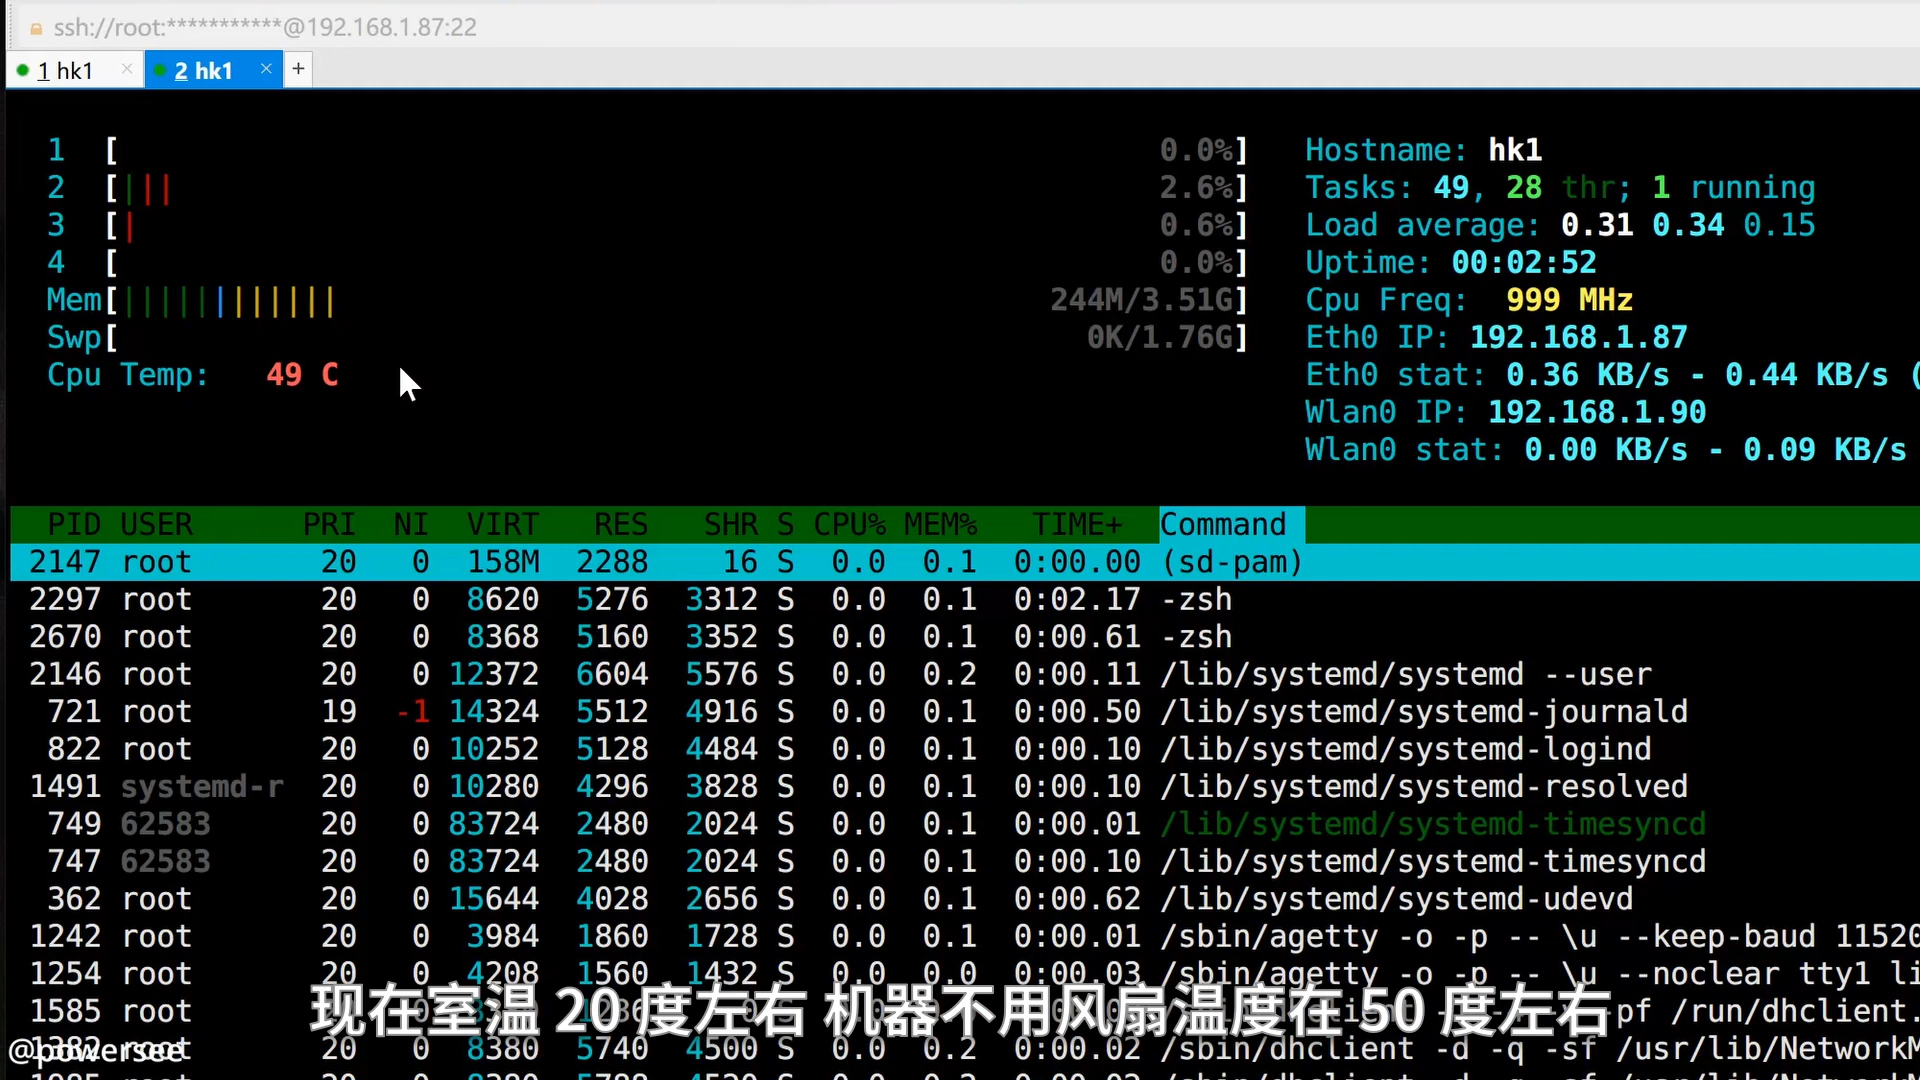 ssh://root:***********@192.168.1.87:22
1 hk1 × 2 hk1 × +
1 [ 0.0%] Hostname: hk1
2 [||| 2.6%] Tasks: 49, 28 thr; 1 running
3 [| 0.6%] Load average: 0.31 0.34 0.15
4 [ 0.0%] Uptime: 00:02:52
Mem[|||||||||||| 244M/3.51G] Cpu Freq: 999 MHz
Swp[ 0K/1.76G] Eth0 IP: 192.168.1.87
Cpu Temp: 49 C Eth0 stat: 0.36 KB/s - 0.44 KB/s (
Wlan0 IP: 192.168.1.90
Wlan0 stat: 0.00 KB/s - 0.09 KB/s
PID USER PRI NI VIRT RES SHR S CPU% MEM% TIME+ Command
2147 root 20 0 158M 2288 16 S 0.0 0.1 0:00.00 (sd-pam)
2297 root 20 0 8620 5276 3312 S 0.0 0.1 0:02.17 -zsh
2670 root 20 0 8368 5160 3352 S 0.0 0.1 0:00.61 -zsh
2146 root 20 0 12372 6604 5576 S 0.0 0.2 0:00.11 /lib/systemd/systemd --user
721 root 19 -1 14324 5512 4916 S 0.0 0.1 0:00.50 /lib/systemd/systemd-journald
822 root 20 0 10252 5128 4484 S 0.0 0.1 0:00.10 /lib/systemd/systemd-logind
1491 systemd-r 20 0 10280 4296 3828 S 0.0 0.1 0:00.10 /lib/systemd/systemd-resolved
749 62583 20 0 83724 2480 2024 S 0.0 0.1 0:00.01 /lib/systemd/systemd-timesyncd
747 62583 20 0 83724 2480 2024 S 0.0 0.1 0:00.10 /lib/systemd/systemd-timesyncd
362 root 20 0 15644 4028 2656 S 0.0 0.1 0:00.62 /lib/systemd/systemd-udevd
1242 root 20 0 3984 1860 1728 S 0.0 0.1 0:00.01 /sbin/agetty -o -p -- \u --keep-baud 11520
1254 root 20 0 4208 1560 1432 S 0.0 0.0 0:00.03 /sbin/agetty -o -p -- \u --noclear tty1 li
1585 root pf /run/dhclient.
现在室温 20 度左右 机器不用风扇温度在 50 度左右
20 0 8380 5740 4500 S 0.0 0.2 0:00.02 /sbin/dhclient -d -q -sf /usr/lib/NetworkM
@powersee